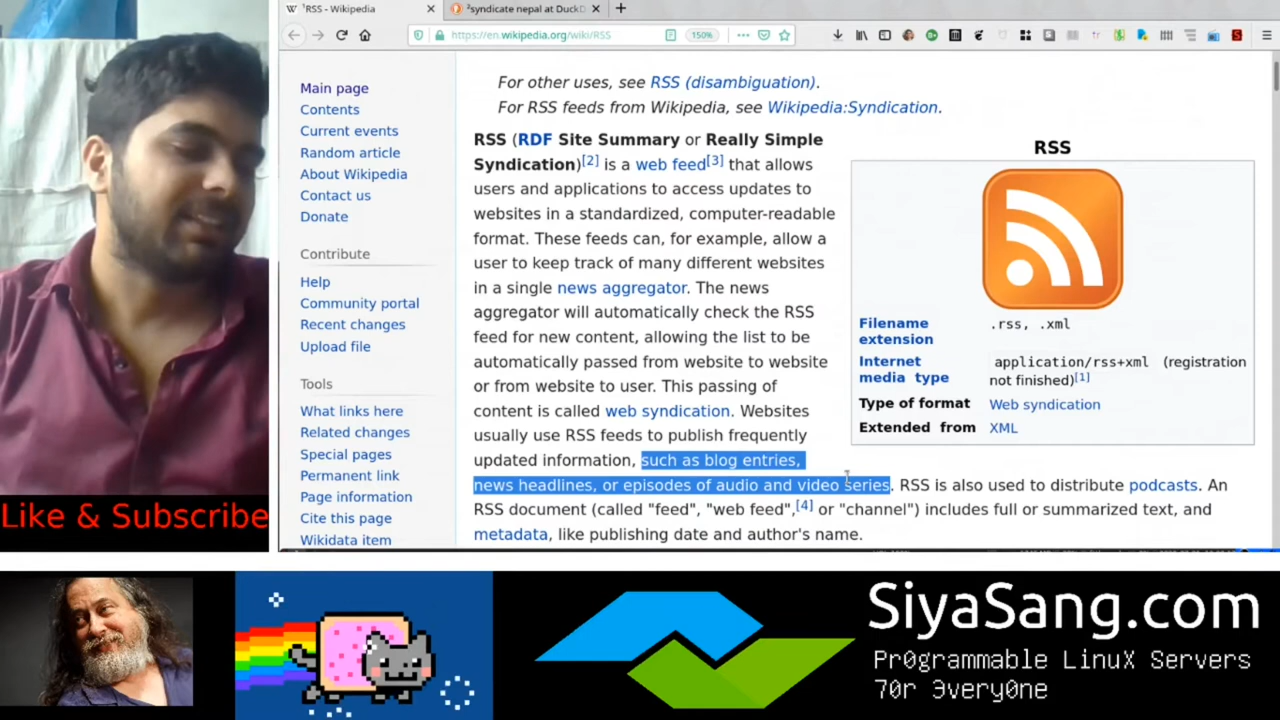 ¹RSS - Wikipedia
²syndicate nepal at DuckD
https://en.wikipedia.org/wiki/RSS
150%
Main page
Contents
Current events
Random article
About Wikipedia
Contact us
Donate
Contribute
Help
Community portal
Recent changes
Upload file
Tools
What links here
Related changes
Special pages
Permanent link
Page information
Cite this page
Wikidata item
For other uses, see RSS (disambiguation).
For RSS feeds from Wikipedia, see Wikipedia:Syndication.
RSS (RDF Site Summary or Really Simple
Syndication)[2] is a web feed[3] that allows
users and applications to access updates to
websites in a standardized, computer-readable
format. These feeds can, for example, allow a
user to keep track of many different websites
in a single news aggregator. The news
aggregator will automatically check the RSS
feed for new content, allowing the list to be
automatically passed from website to website
or from website to user. This passing of
content is called web syndication. Websites
usually use RSS feeds to publish frequently
updated information, such as blog entries,
news headlines, or episodes of audio and video series. RSS is also used to distribute podcasts. An
RSS document (called "feed", "web feed",[4] or "channel") includes full or summarized text, and
metadata, like publishing date and author's name.
RSS
Filename extension .rss, .xml
Internet media type application/rss+xml (registration not finished)[1]
Type of format Web syndication
Extended from XML
Like & Subscribe
SiyaSang.com
Pr0grammable LinuX Servers
70r 3very0ne